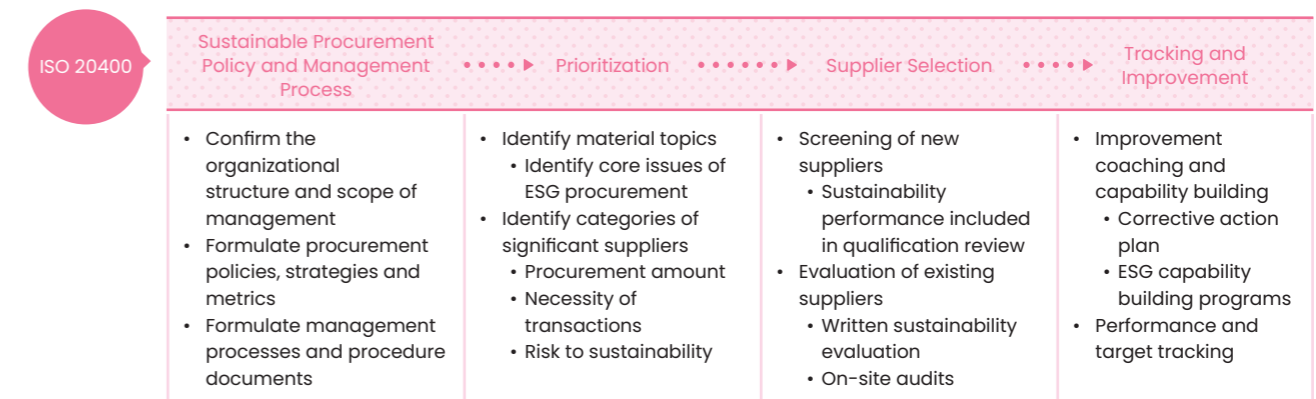 ISO 20400
Sustainable Procurement
Policy and Management
Process
Prioritization
Supplier Selection
Tracking and
Improvement
• Confirm the
organizational
structure and scope of
management
• Formulate procurement
policies, strategies and
metrics
• Formulate management
processes and procedure
documents
• Identify material topics
• Identify core issues of
ESG procurement
• Identify categories of
significant suppliers
• Procurement amount
• Necessity of
transactions
• Risk to sustainability
• Screening of new
suppliers
• Sustainability
performance included
in qualification review
• Evaluation of existing
suppliers
• Written sustainability
evaluation
• On-site audits
• Improvement
coaching and
capability building
• Corrective action
plan
• ESG capability
building programs
• Performance and
target tracking